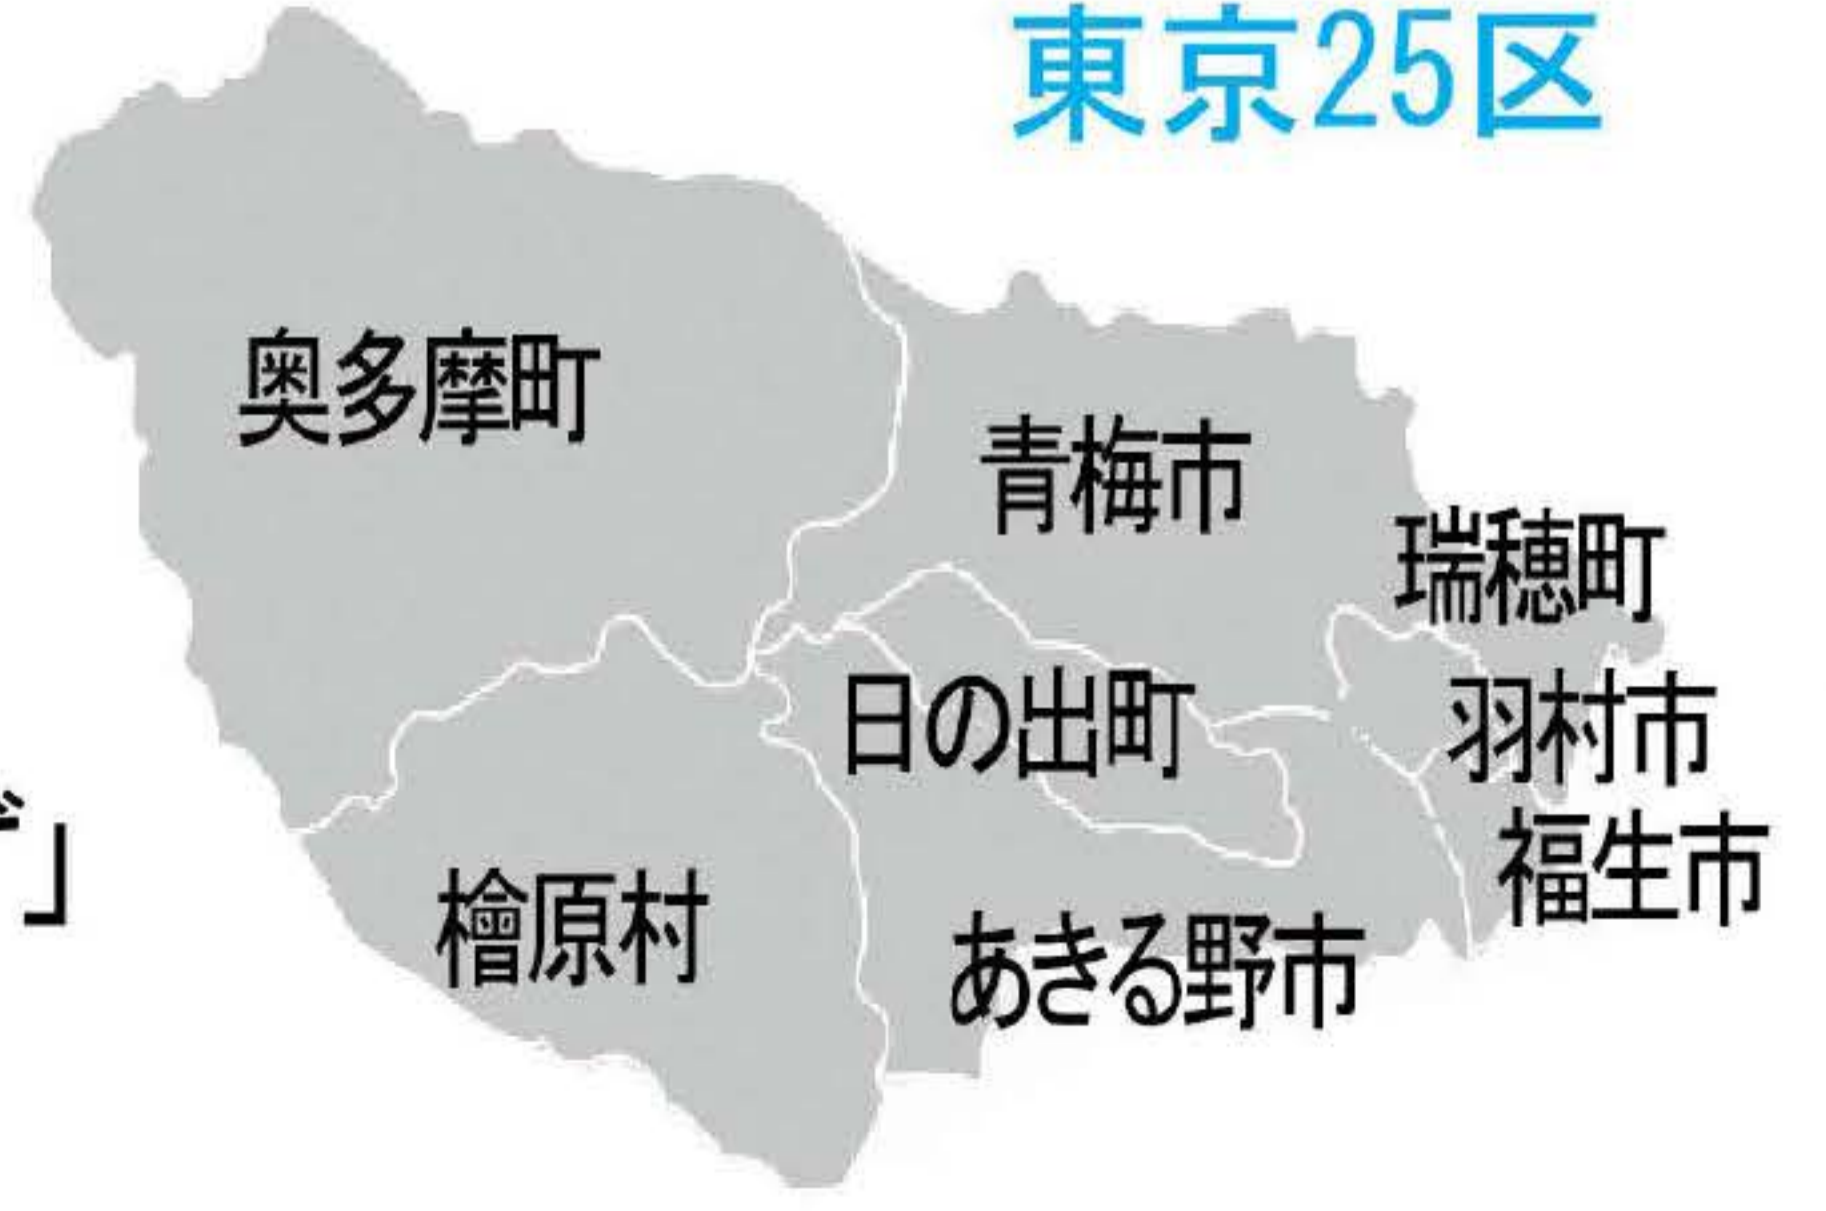 東京25区
奥多摩町
青梅市
瑞穂町
日の出町
羽村市
福生市
檜原村
あきる野市
」